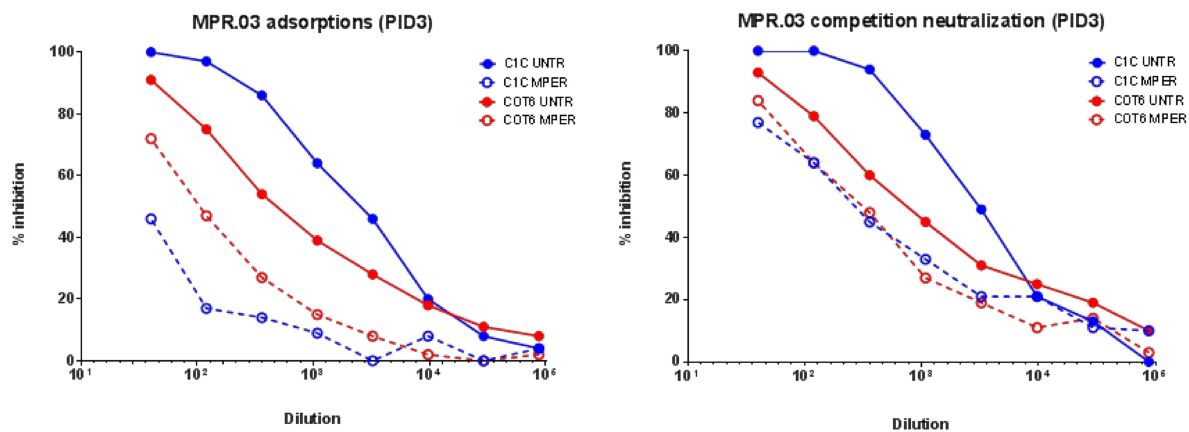 MPR.03 adsorptions (PID3)
100
80
60
40
20
0
% inhibition
10¹ 10² 10³ 10⁴ 10⁵ 10⁶
Dilution
C1C UNTR
C1C MPER
COT6 UNTR
COT6 MPER
MPR.03 competition neutralization (PID3)
100
80
60
40
20
0
% inhibition
10¹ 10² 10³ 10⁴ 10⁵ 10⁶
Dilution
C1C UNTR
C1C MPER
COT6 UNTR
COT6 MPER